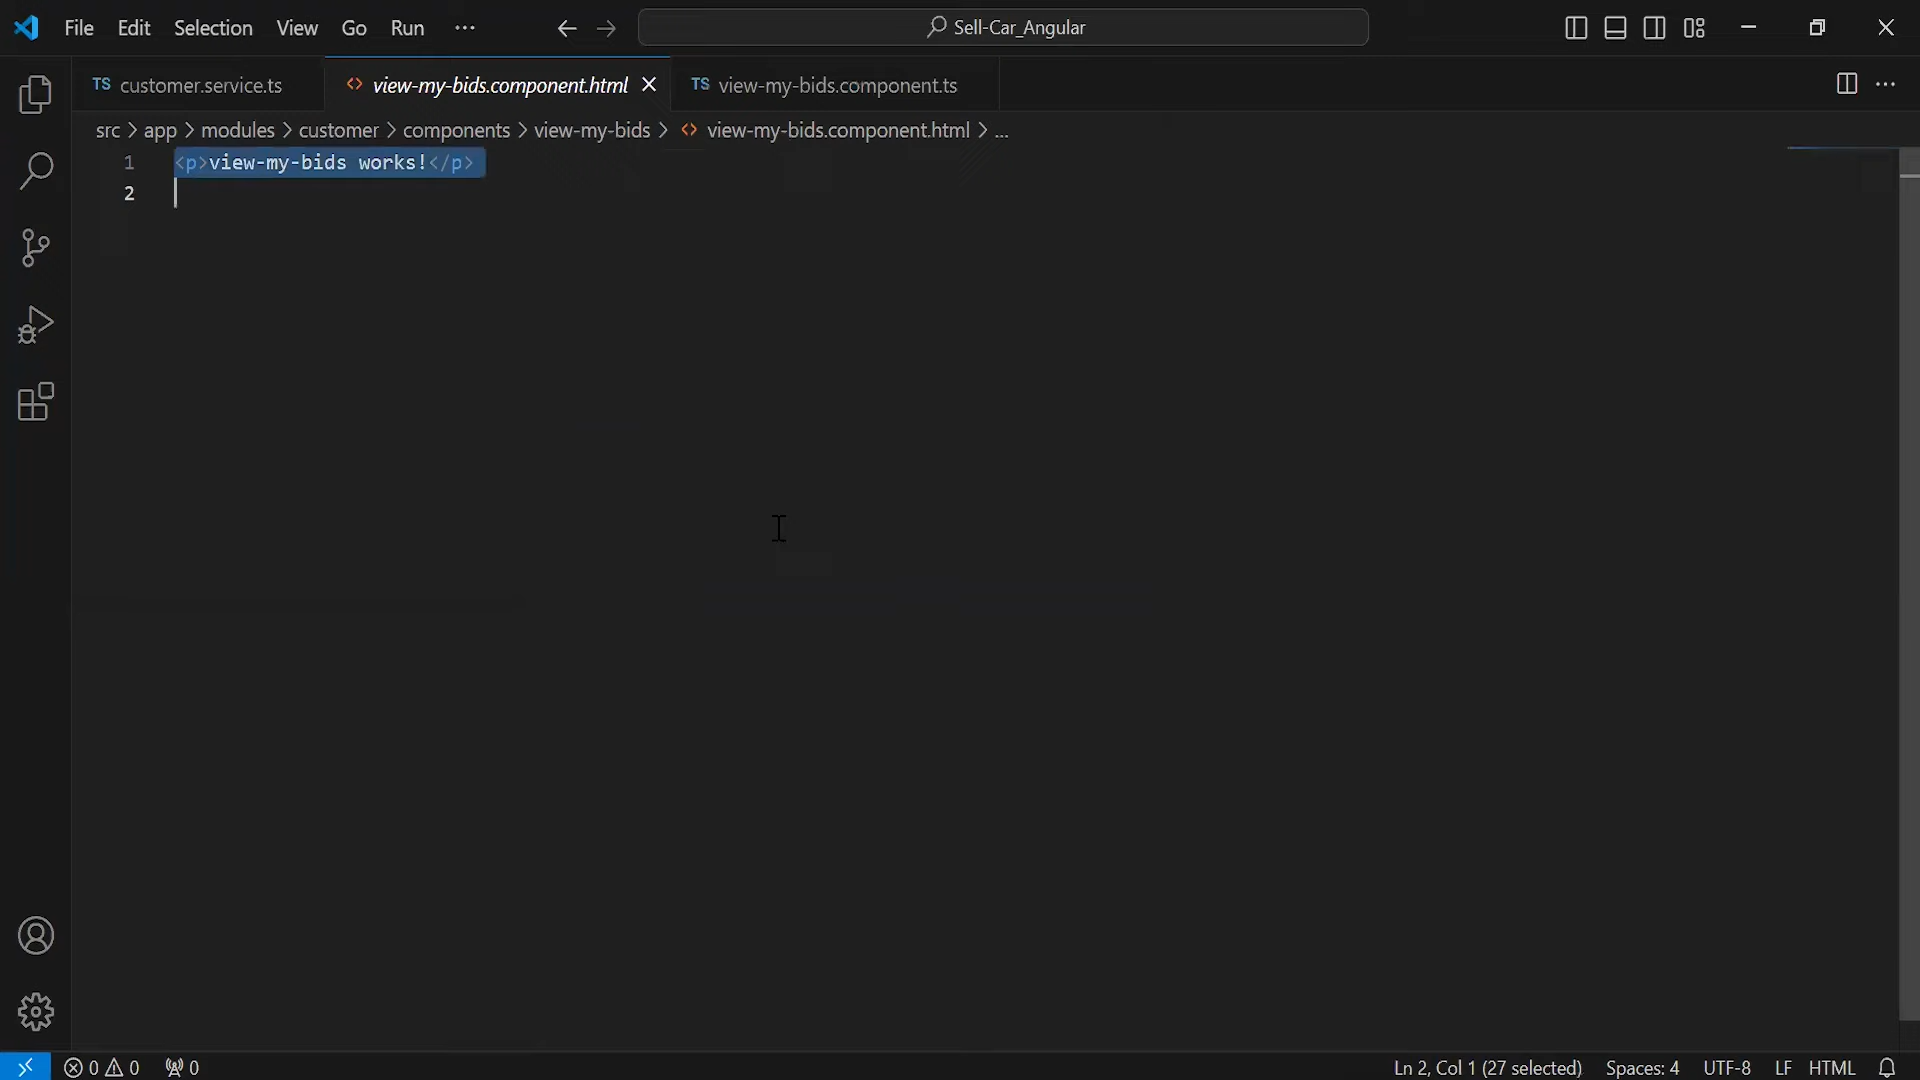 File Edit Selection View Go Run ··· Sell-Car_Angular
TS customer.service.ts <> view-my-bids.component.html TS view-my-bids.component.ts
src > app > modules > customer > components > view-my-bids > <> view-my-bids.component.html > ...
1 <p>view-my-bids works!</p>
2
0 0 0 Ln 2, Col 1 (27 selected) Spaces: 4 UTF-8 LF HTML